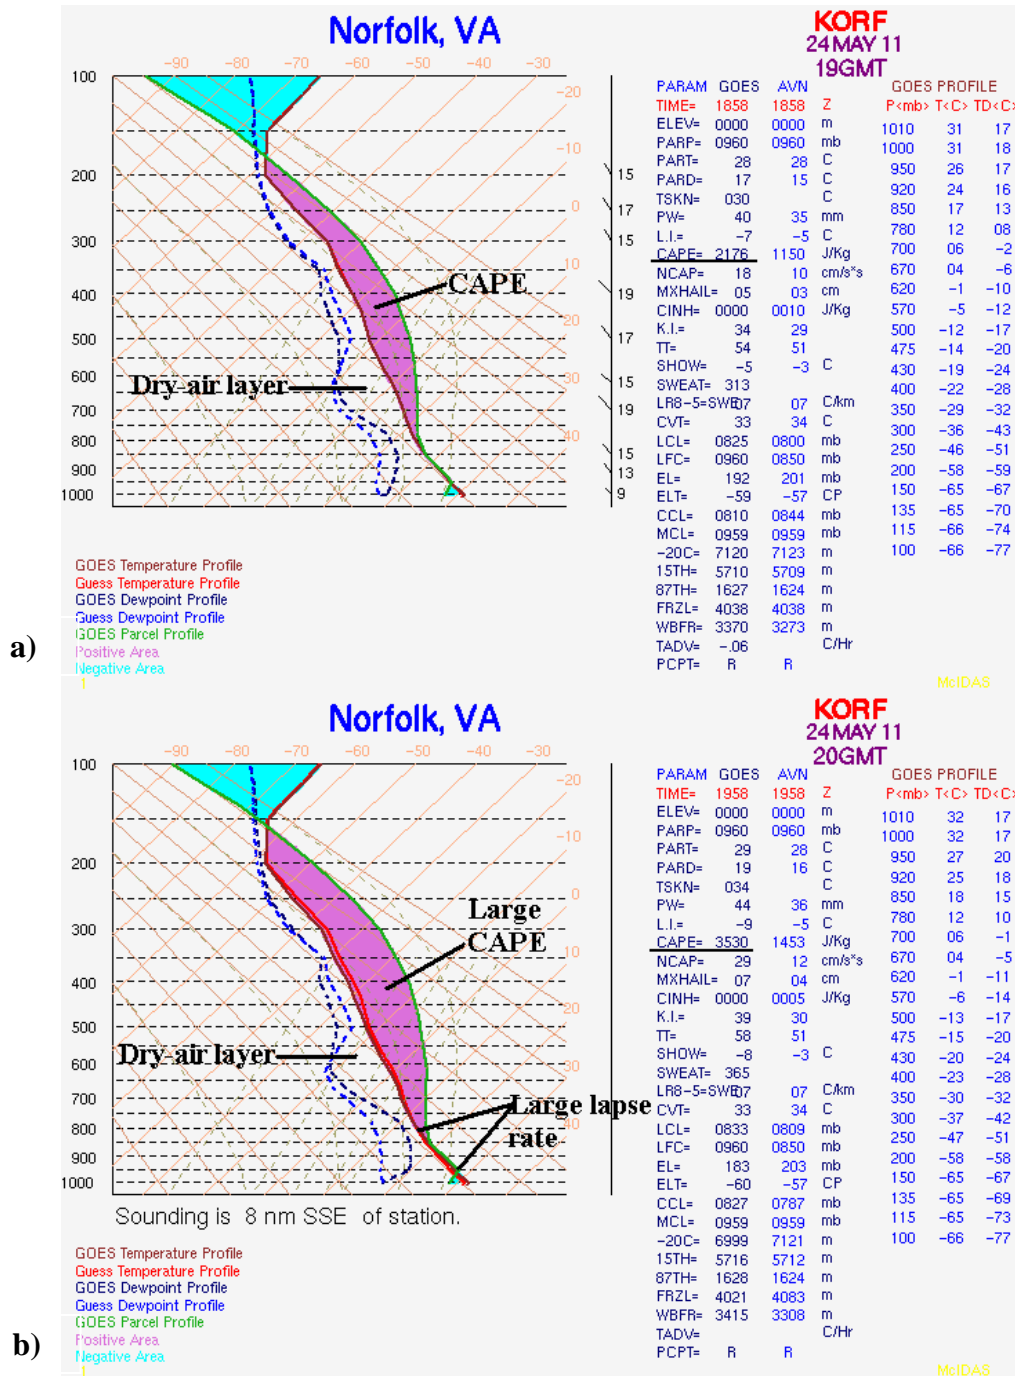 Norfolk, VA
KORF
24 MAY 11
19GMT
-90 -80 -70 -60 -50 -40 -30
-20
-10
0
10
20
30
40
100
200
300
400
500
600
700
800
900
1000
CAPE
Dry-air layer
15
17
15
19
17
15
19
15
13
9
PARAM GOES AVN
TIME= 1858 1858 Z
ELEV= 0000 0000 m
PARP= 0960 0960 mb
PART= 28 28 C
PARD= 17 15 C
TSKN= 030 C
PW= 40 35 mm
L.I.= -7 -5 C
CAPE= 2176 1150 J/Kg
NCAP= 18 10 cm/s*s
MXHAIL= 05 03 cm
CINH= 0000 0010 J/Kg
K.I.= 34 29
TT= 54 51
SHOW= -5 -3 C
SWEAT= 313
LR8-5=SWE07 07 C/km
CVT= 33 34 C
LCL= 0825 0800 mb
LFC= 0960 0850 mb
EL= 192 201 mb
ELT= -59 -57 CP
CCL= 0810 0844 mb
MCL= 0959 0959 mb
-20C= 7120 7123 m
15TH= 5710 5709 m
87TH= 1627 1624 m
FRZL= 4038 4038 m
WBFR= 3370 3273 m
TADV= -.06 C/Hr
PCPT= R R
GOES PROFILE
P<mb> T<C> TD<C>
1010 31 17
1000 31 18
950 26 17
920 24 16
850 17 13
780 12 08
700 06 -2
670 04 -6
620 -1 -10
570 -5 -12
500 -12 -17
475 -14 -20
430 -19 -24
400 -22 -28
350 -29 -32
300 -36 -43
250 -46 -51
200 -58 -59
150 -65 -67
135 -65 -70
115 -66 -74
100 -66 -77
GOES Temperature Profile
Guess Temperature Profile
GOES Dewpoint Profile
Guess Dewpoint Profile
GOES Parcel Profile
Positive Area
Negative Area
1
McIDAS
a)
Norfolk, VA
KORF
24 MAY 11
20GMT
-90 -80 -70 -60 -50 -40 -30
-20
-10
0
10
20
30
40
100
200
300
400
500
600
700
800
900
1000
Large
CAPE
Dry-air layer
Large lapse
rate
Sounding is 8 nm SSE of station.
PARAM GOES AVN
TIME= 1958 1958 Z
ELEV= 0000 0000 m
PARP= 0960 0960 mb
PART= 29 28 C
PARD= 19 16 C
TSKN= 034 C
PW= 44 36 mm
L.I.= -9 -5 C
CAPE= 3530 1453 J/Kg
NCAP= 29 12 cm/s*s
MXHAIL= 07 04 cm
CINH= 0000 0005 J/Kg
K.I.= 39 30
TT= 58 51
SHOW= -8 -3 C
SWEAT= 365
LR8-5=SWE07 07 C/km
CVT= 33 34 C
LCL= 0833 0809 mb
LFC= 0960 0850 mb
EL= 183 203 mb
ELT= -60 -57 CP
CCL= 0827 0787 mb
MCL= 0959 0959 mb
-20C= 6999 7121 m
15TH= 5716 5712 m
87TH= 1628 1624 m
FRZL= 4021 4083 m
WBFR= 3415 3308 m
TADV= C/Hr
PCPT= R R
GOES PROFILE
P<mb> T<C> TD<C>
1010 32 17
1000 32 17
950 27 20
920 25 18
850 18 15
780 12 10
700 06 -1
670 04 -5
620 -1 -11
570 -6 -14
500 -13 -17
475 -15 -20
430 -20 -24
400 -23 -28
350 -30 -32
300 -37 -42
250 -47 -51
200 -58 -58
150 -65 -67
135 -65 -69
115 -65 -73
100 -66 -77
GOES Temperature Profile
Guess Temperature Profile
GOES Dewpoint Profile
Guess Dewpoint Profile
GOES Parcel Profile
Positive Area
Negative Area
1
McIDAS
b)